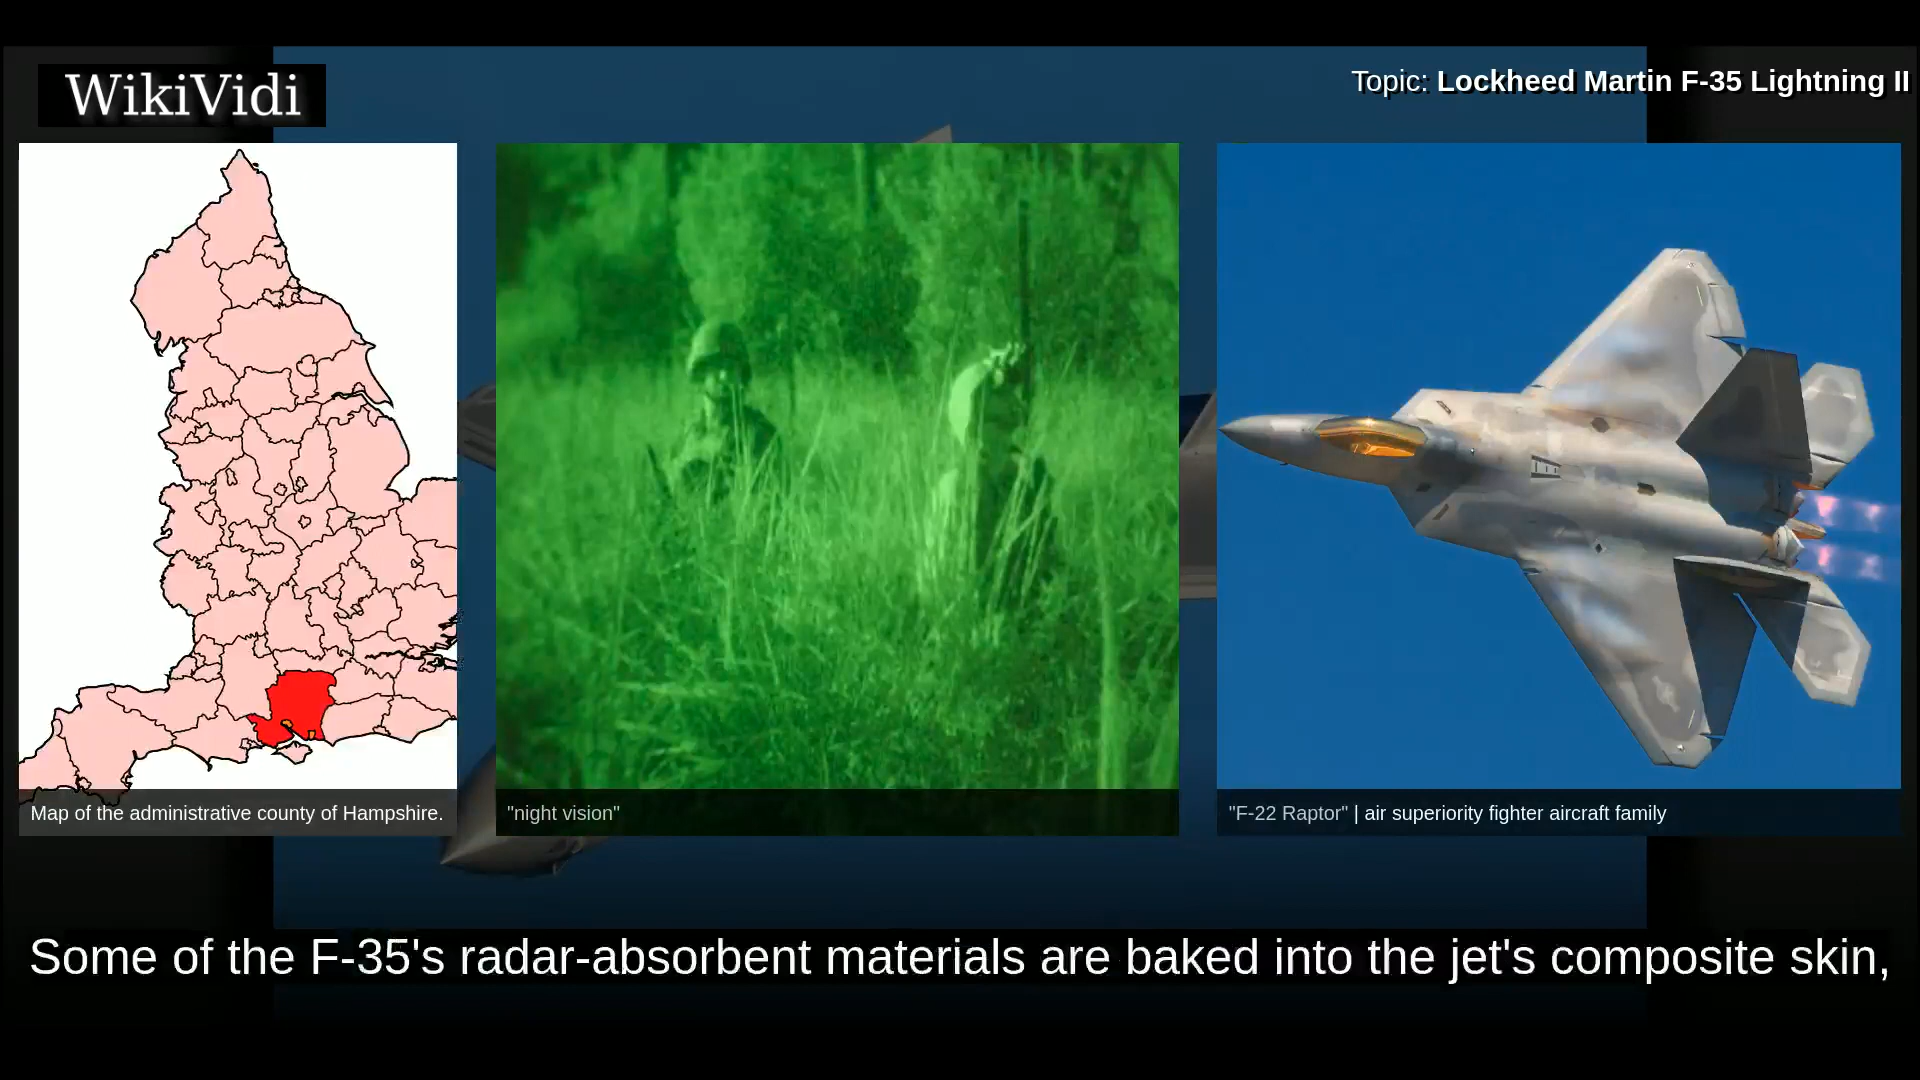 WikiVidi
Topic: Lockheed Martin F-35 Lightning II
Map of the administrative county of Hampshire.
"night vision"
"F-22 Raptor" | air superiority fighter aircraft family
Some of the F-35's radar-absorbent materials are baked into the jet's composite skin,